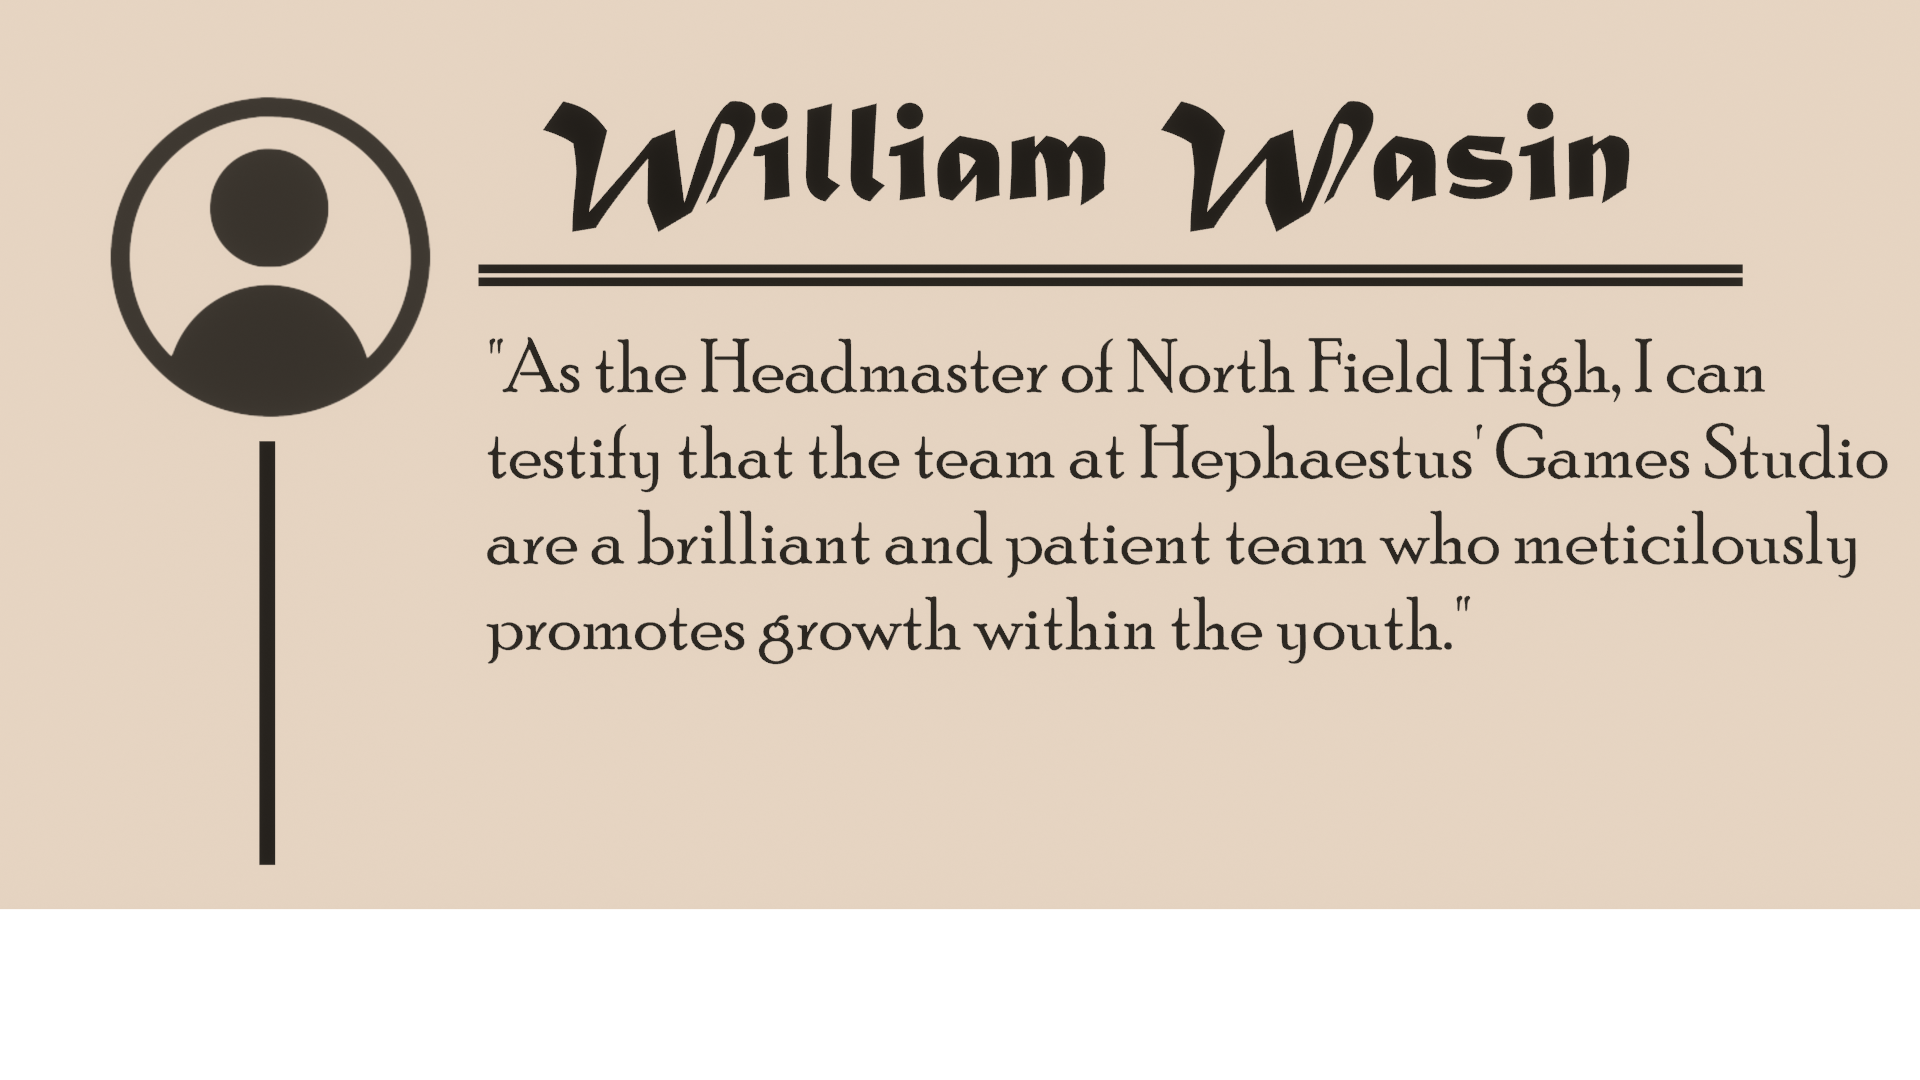 William Wasin
"As the Headmaster of North Field High, I can
testify that the team at Hephaestus' Games Studio
are a brilliant and patient team who meticilously
promotes growth within the youth."